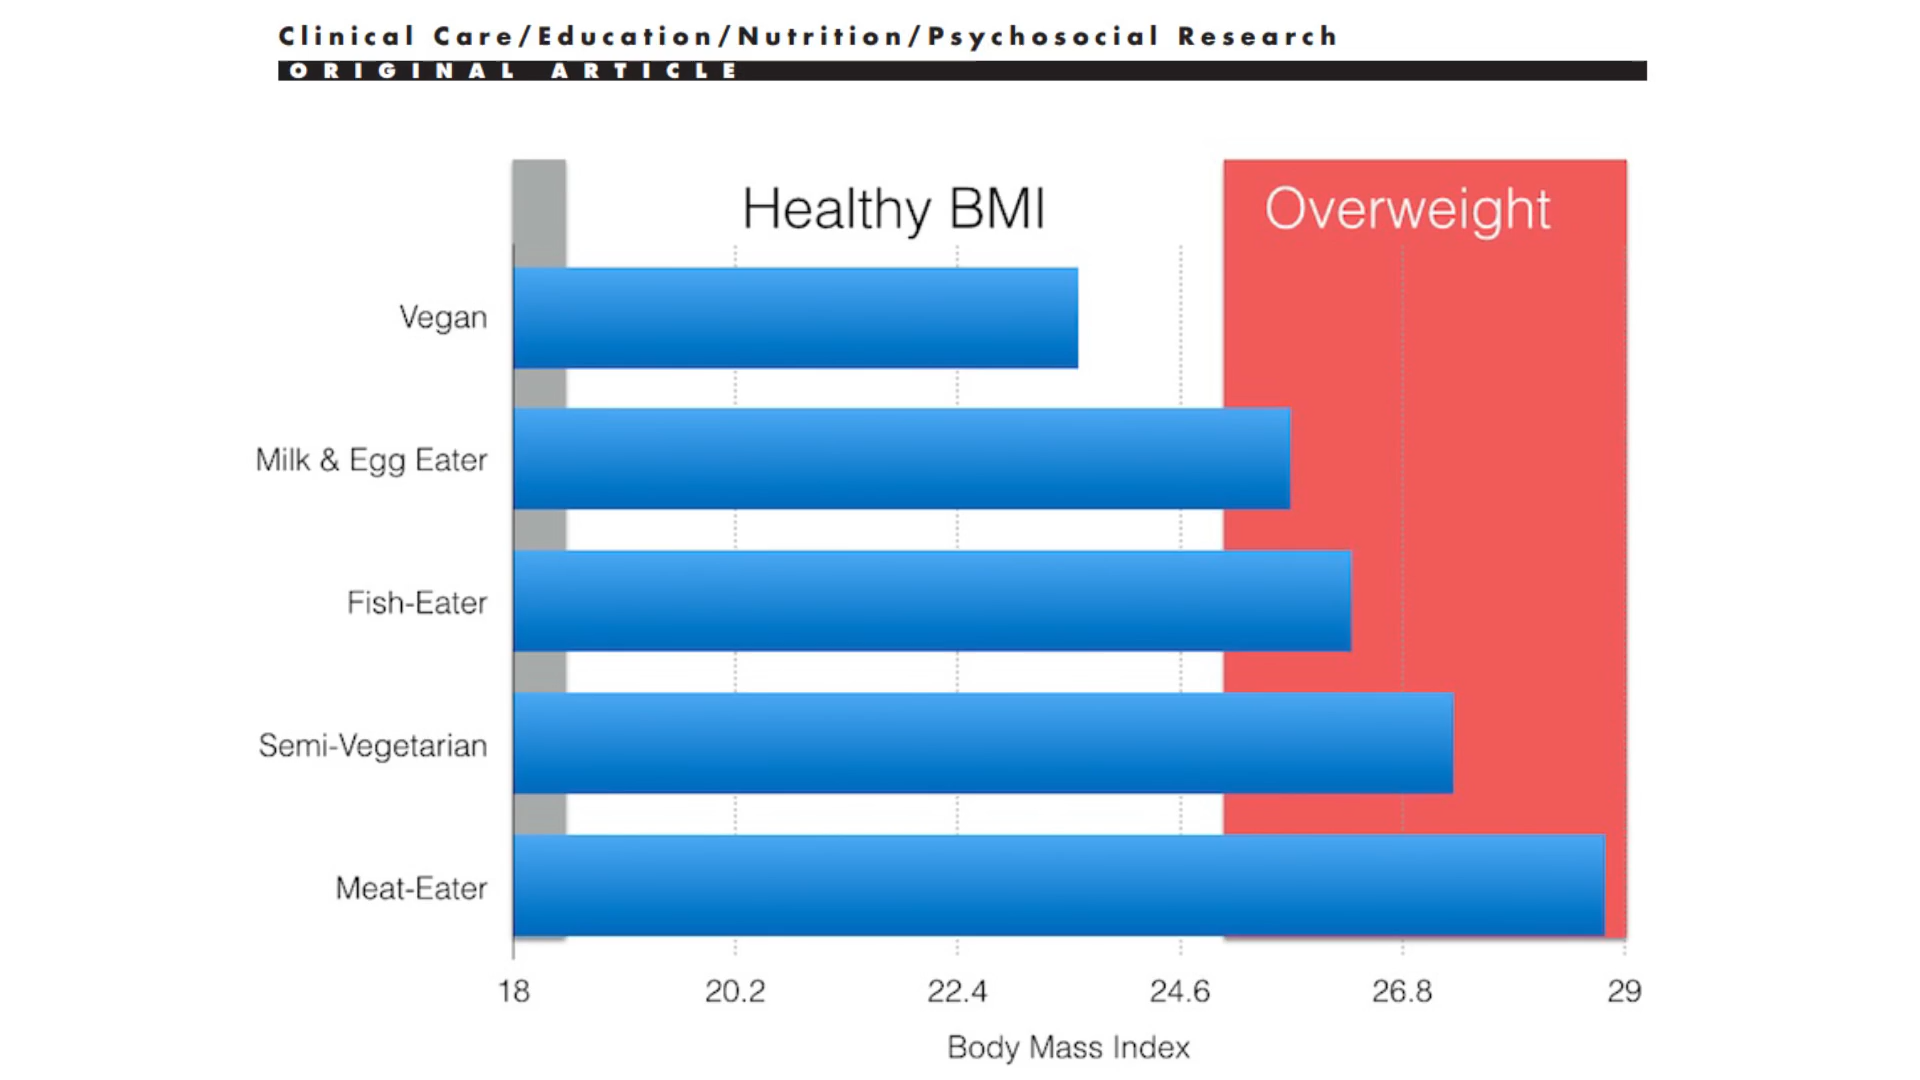 Clinical Care/Education/Nutrition/Psychosocial Research
ORIGINAL ARTICLE
Healthy BMI
Overweight
Vegan
Milk & Egg Eater
Fish-Eater
Semi-Vegetarian
Meat-Eater
18 20.2 22.4 24.6 26.8 29
Body Mass Index